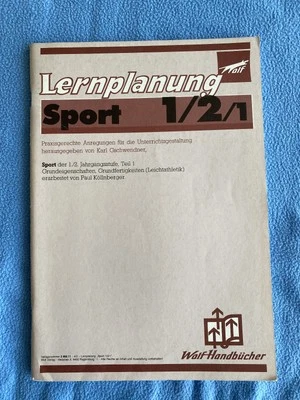 wolf
Lernplanung
Sport 1/2/1
Praxisgerechte Anregungen für die Unterrichtsgestaltung
herausgegeben von Karl Gschwendtner,
Sport der 1./2. Jahrgangsstufe, Teil 1
Grundeigenschaften, Grundfertigkeiten (Leichtathletik)
erarbeitet von Paul Köllnberger
Wolf-Handbücher